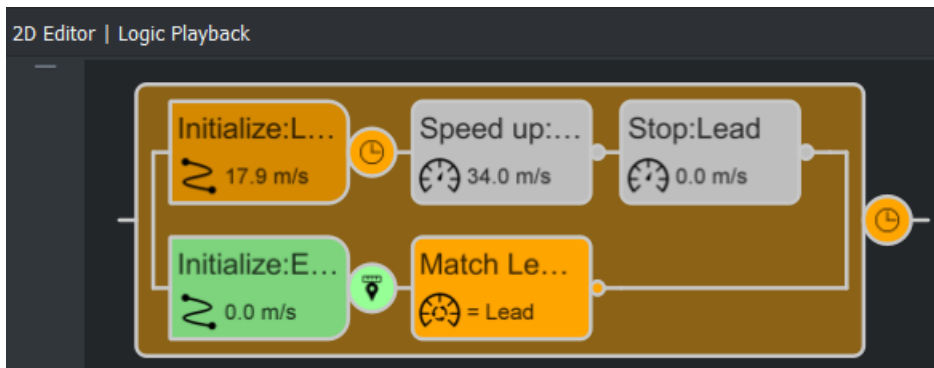 2D Editor | Logic Playback
Initialize:L...
17.9 m/s
Speed up:...
34.0 m/s
Stop:Lead
0.0 m/s
Initialize:E...
0.0 m/s
Match Le...
= Lead